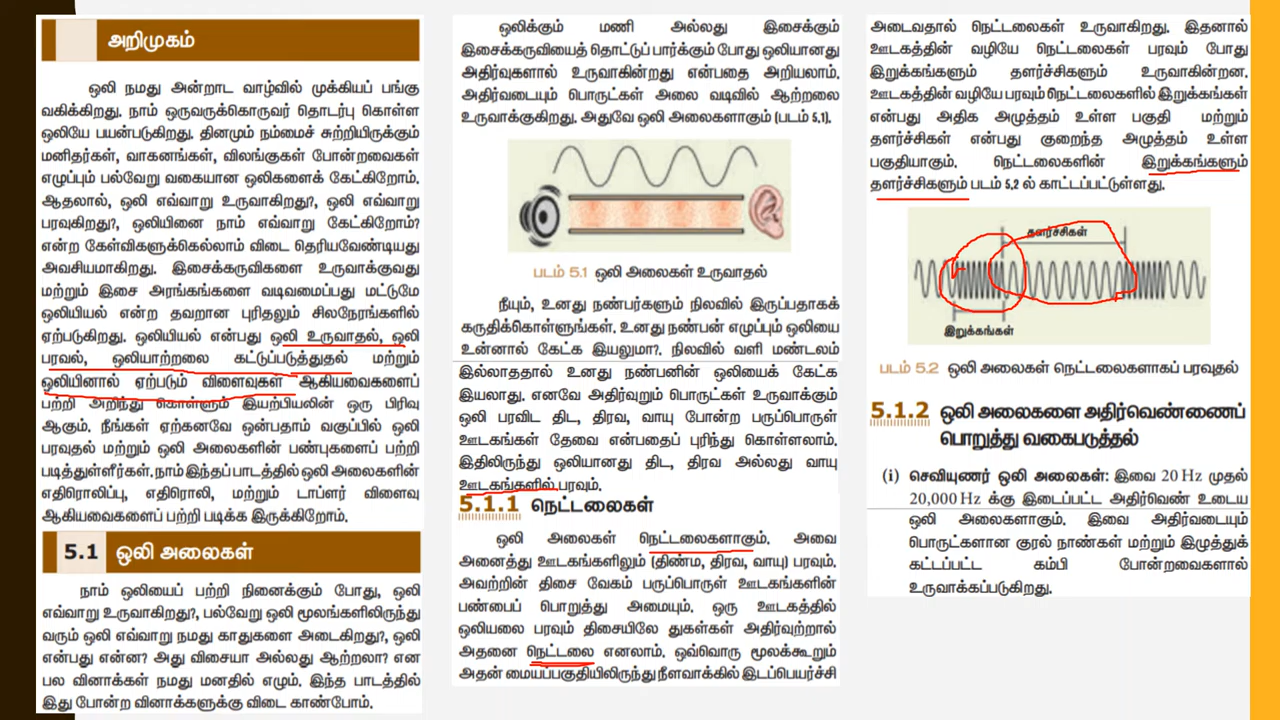 அறிமுகம்
ஒலி நமது அன்றாட வாழ்வில் முக்கியப் பங்கு
வகிக்கிறது. நாம் ஒருவருக்கொருவர் தொடர்பு கொள்ள
ஒலியே பயன்படுகிறது. தினமும் நம்மைச் சுற்றியிருக்கும்
மனிதர்கள், வாகனங்கள், விலங்குகள் போன்றவைகள்
எழுப்பும் பல்வேறு வகையான ஒலிகளைக் கேட்கிறோம்.
ஆதலால், ஒலி எவ்வாறு உருவாகிறது?, ஒலி எவ்வாறு
பரவுகிறது?, ஒலியினை நாம் எவ்வாறு கேட்கிறோம்?
என்ற கேள்விகளுக்கெல்லாம் விடை தெரியவேண்டியது
அவசியமாகிறது. இசைக்கருவிகளை உருவாக்குவது
மற்றும் இசை அரங்கங்களை வடிவமைப்பது மட்டுமே
ஒலியியல் என்ற தவறான புரிதலும் சிலநேரங்களில்
ஏற்படுகிறது. ஒலியியல் என்பது ஒலி உருவாதல், ஒலி
பரவல், ஒலியாற்றலை கட்டுப்படுத்துதல் மற்றும்
ஒலியினால் ஏற்படும் விளைவுகள் ஆகியவைகளைப்
பற்றி அறிந்து கொள்ளும் இயற்பியலின் ஒரு பிரிவு
ஆகும். நீங்கள் ஏற்கனவே ஒன்பதாம் வகுப்பில் ஒலி
பரவுதல் மற்றும் ஒலி அலைகளின் பண்புகளைப் பற்றி
படித்துள்ளீர்கள். நாம் இந்தப் பாடத்தில் ஒலி அலைகளின்
எதிரொலிப்பு, எதிரொலி, மற்றும் டாப்ளர் விளைவு
ஆகியவைகளைப் பற்றி படிக்க இருக்கிறோம்.
5.1 ஒலி அலைகள்
நாம் ஒலியைப் பற்றி நினைக்கும் போது, ஒலி
எவ்வாறு உருவாகிறது?, பல்வேறு ஒலி மூலங்களிலிருந்து
வரும் ஒலி எவ்வாறு நமது காதுகளை அடைகிறது?, ஒலி
என்பது என்ன? அது விசையா அல்லது ஆற்றலா? என
பல வினாக்கள் நமது மனதில் எழும். இந்த பாடத்தில்
இது போன்ற வினாக்களுக்கு விடை காண்போம்.
ஒலிக்கும் மணி அல்லது இசைக்கும்
இசைக்கருவியைத் தொட்டுப் பார்க்கும் போது ஒலியானது
அதிர்வுகளால் உருவாகின்றது என்பதை அறியலாம்.
அதிர்வடையும் பொருட்கள் அலை வடிவில் ஆற்றலை
உருவாக்குகிறது. அதுவே ஒலி அலைகளாகும் (படம் 5.1).
படம் 5.1 ஒலி அலைகள் உருவாதல்
நீயும், உனது நண்பர்களும் நிலவில் இருப்பதாகக்
கருதிக்கொள்ளுங்கள். உனது நண்பன் எழுப்பும் ஒலியை
உன்னால் கேட்க இயலுமா?. நிலவில் வளி மண்டலம்
இல்லாததால் உனது நண்பனின் ஒலியைக் கேட்க
இயலாது. எனவே அதிர்வுறும் பொருட்கள் உருவாக்கும்
ஒலி பரவிட திட, திரவ, வாயு போன்ற பருப்பொருள்
ஊடகங்கள் தேவை என்பதைப் புரிந்து கொள்ளலாம்.
இதிலிருந்து ஒலியானது திட, திரவ அல்லது வாயு
ஊடகங்களில் பரவும்.
5.1.1 நெட்டலைகள்
ஒலி அலைகள் நெட்டலைகளாகும். அவை
அனைத்து ஊடகங்களிலும் (திண்ம, திரவ, வாயு) பரவும்.
அவற்றின் திசை வேகம் பருப்பொருள் ஊடகங்களின்
பண்பைப் பொறுத்து அமையும். ஒரு ஊடகத்தில்
ஒலியலை பரவும் திசையிலே துகள்கள் அதிர்வுற்றால்
அதனை நெட்டலை எனலாம். ஒவ்வொரு மூலக்கூறும்
அதன் மையப்பகுதியிலிருந்து நீளவாக்கில் இடப்பெயர்ச்சி
அடைவதால் நெட்டலைகள் உருவாகிறது. இதனால்
ஊடகத்தின் வழியே நெட்டலைகள் பரவும் போது
இறுக்கங்களும் தளர்ச்சிகளும் உருவாகின்றன.
ஊடகத்தின் வழியே பரவும் நெட்டலைகளில் இறுக்கங்கள்
என்பது அதிக அழுத்தம் உள்ள பகுதி மற்றும்
தளர்ச்சிகள் என்பது குறைந்த அழுத்தம் உள்ள
பகுதியாகும். நெட்டலைகளின் இறுக்கங்களும்
தளர்ச்சிகளும் படம் 5.2 ல் காட்டப்பட்டுள்ளது.
தளர்ச்சிகள்
இறுக்கங்கள்
படம் 5.2 ஒலி அலைகள் நெட்டலைகளாகப் பரவுதல்
5.1.2 ஒலி அலைகளை அதிர்வெண்ணைப்
பொறுத்து வகைபடுத்தல்
(i) செவியுணர் ஒலி அலைகள்: இவை 20 Hz முதல்
20,000 Hz க்கு இடைப்பட்ட அதிர்வெண் உடைய
ஒலி அலைகளாகும். இவை அதிர்வடையும்
பொருட்களான குரல் நாண்கள் மற்றும் இழுத்துக்
கட்டப்பட்ட கம்பி போன்றவைகளால்
உருவாக்கப்படுகிறது.